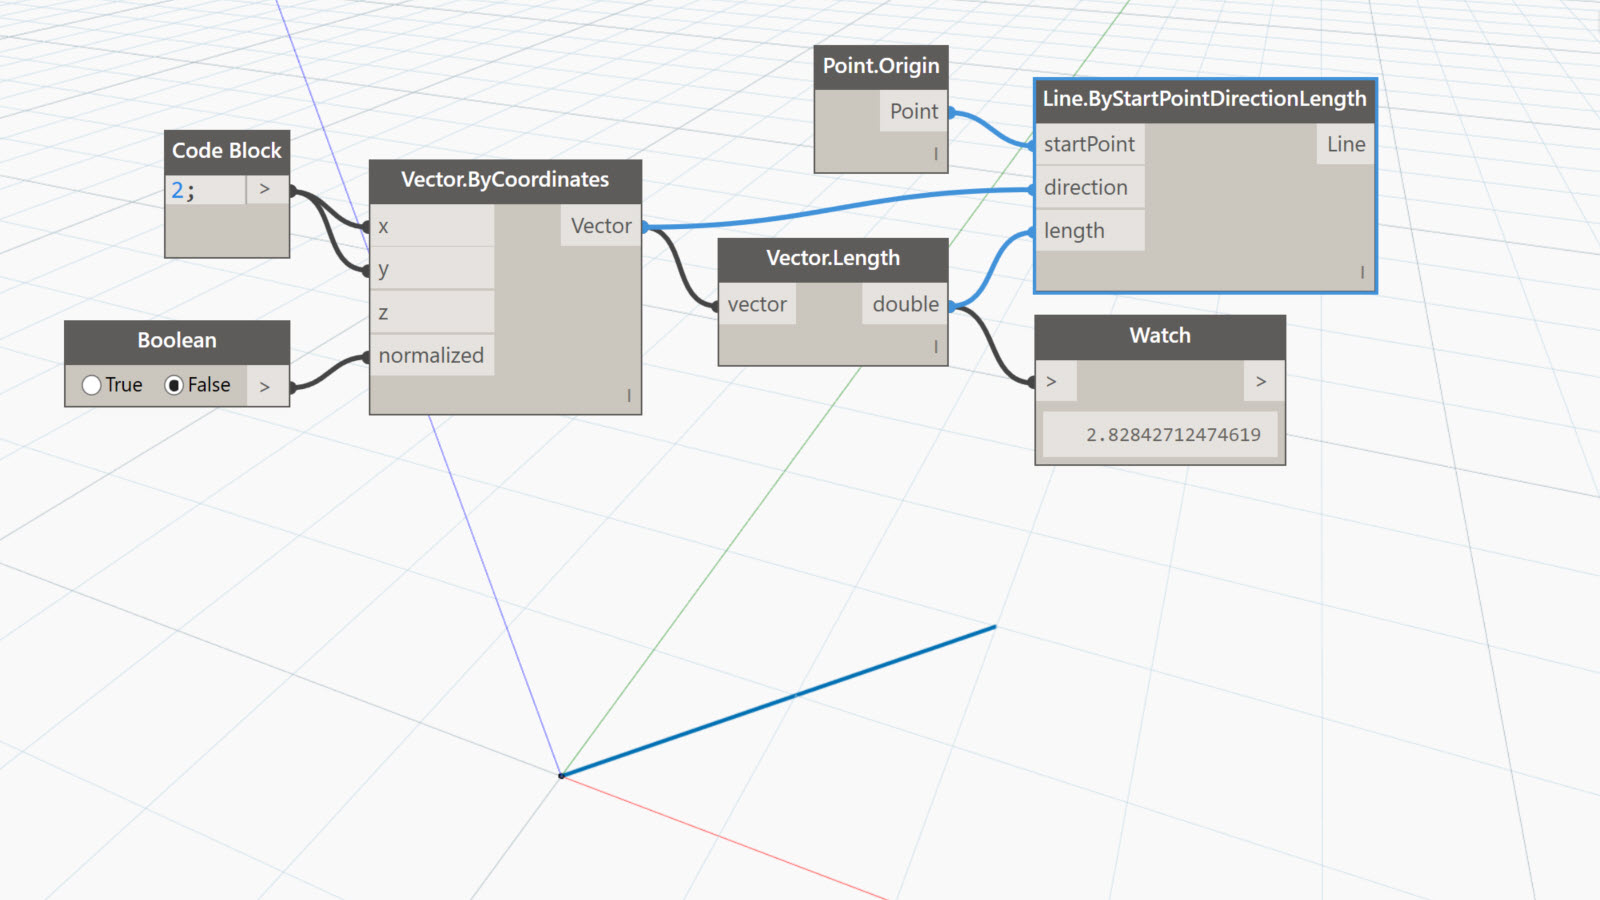 Code Block
2;
>
Boolean
True
False
>
Vector.ByCoordinates
x
Vector
y
z
normalized
l
Point.Origin
Point
l
Vector.Length
vector
double
l
Line.ByStartPointDirectionLength
startPoint
Line
direction
length
l
Watch
>
>
2.82842712474619